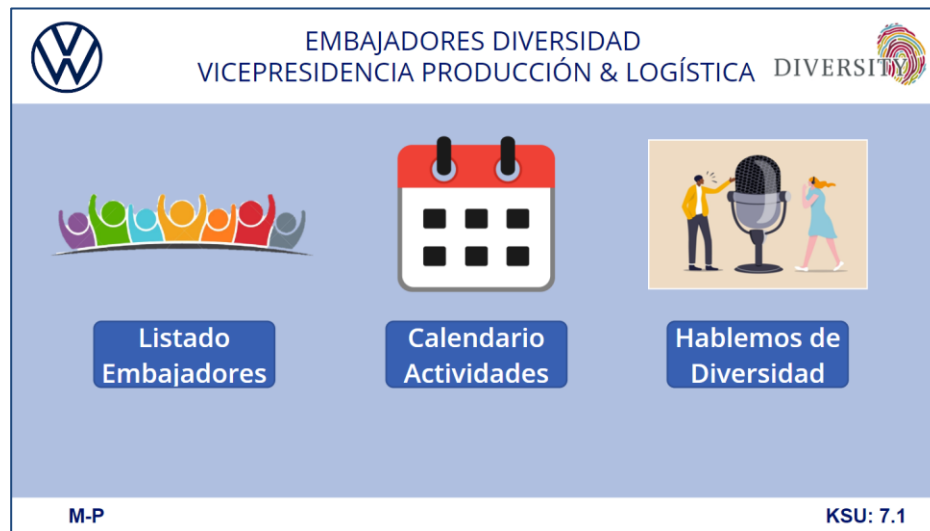 EMBAJADORES DIVERSIDAD
VICEPRESIDENCIA PRODUCCIÓN & LOGÍSTICA
DIVERSITY
Listado
Embajadores
Calendario
Actividades
Hablemos de
Diversidad
M-P
KSU: 7.1